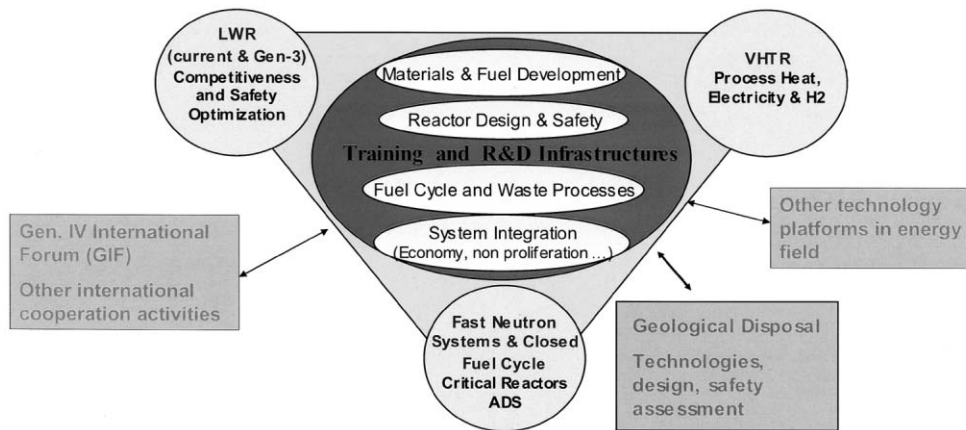 LWR
(current & Gen-3)
Competitiveness
and Safety
Optimization
Materials & Fuel Development
Reactor Design & Safety
Training and R&D Infrastructures
Fuel Cycle and Waste Processes
System Integration
(Economy, non proliferation ...)
VHTR
Process Heat,
Electricity & H2
Gen. IV International
Forum (GIF)
Other international
cooperation activities
Other technology
platforms in energy
field
Fast Neutron
Systems & Closed
Fuel Cycle
Critical Reactors
ADS
Geological Disposal
Technologies,
design, safety
assessment